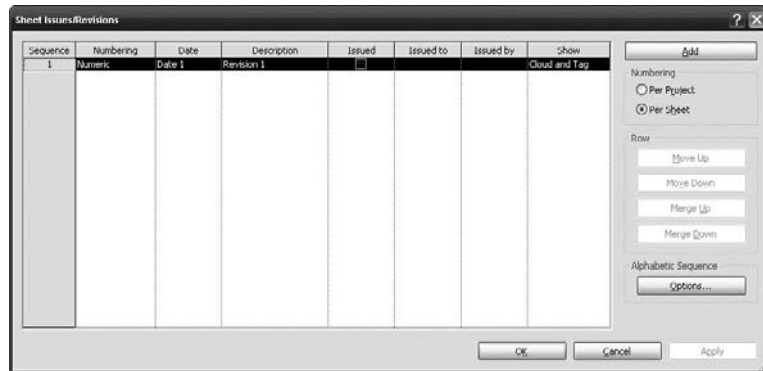 Sheet Issues/Revisions
Sequence Numbering Date Description Issued Issued to Issued by Show
1 Numeric Date 1 Revision 1 Cloud and Tag
Add
Numbering
Per Project
Per Sheet
Row
Move Up
Move Down
Merge Up
Merge Down
Alphabetic Sequence
Options...
OK Cancel Apply